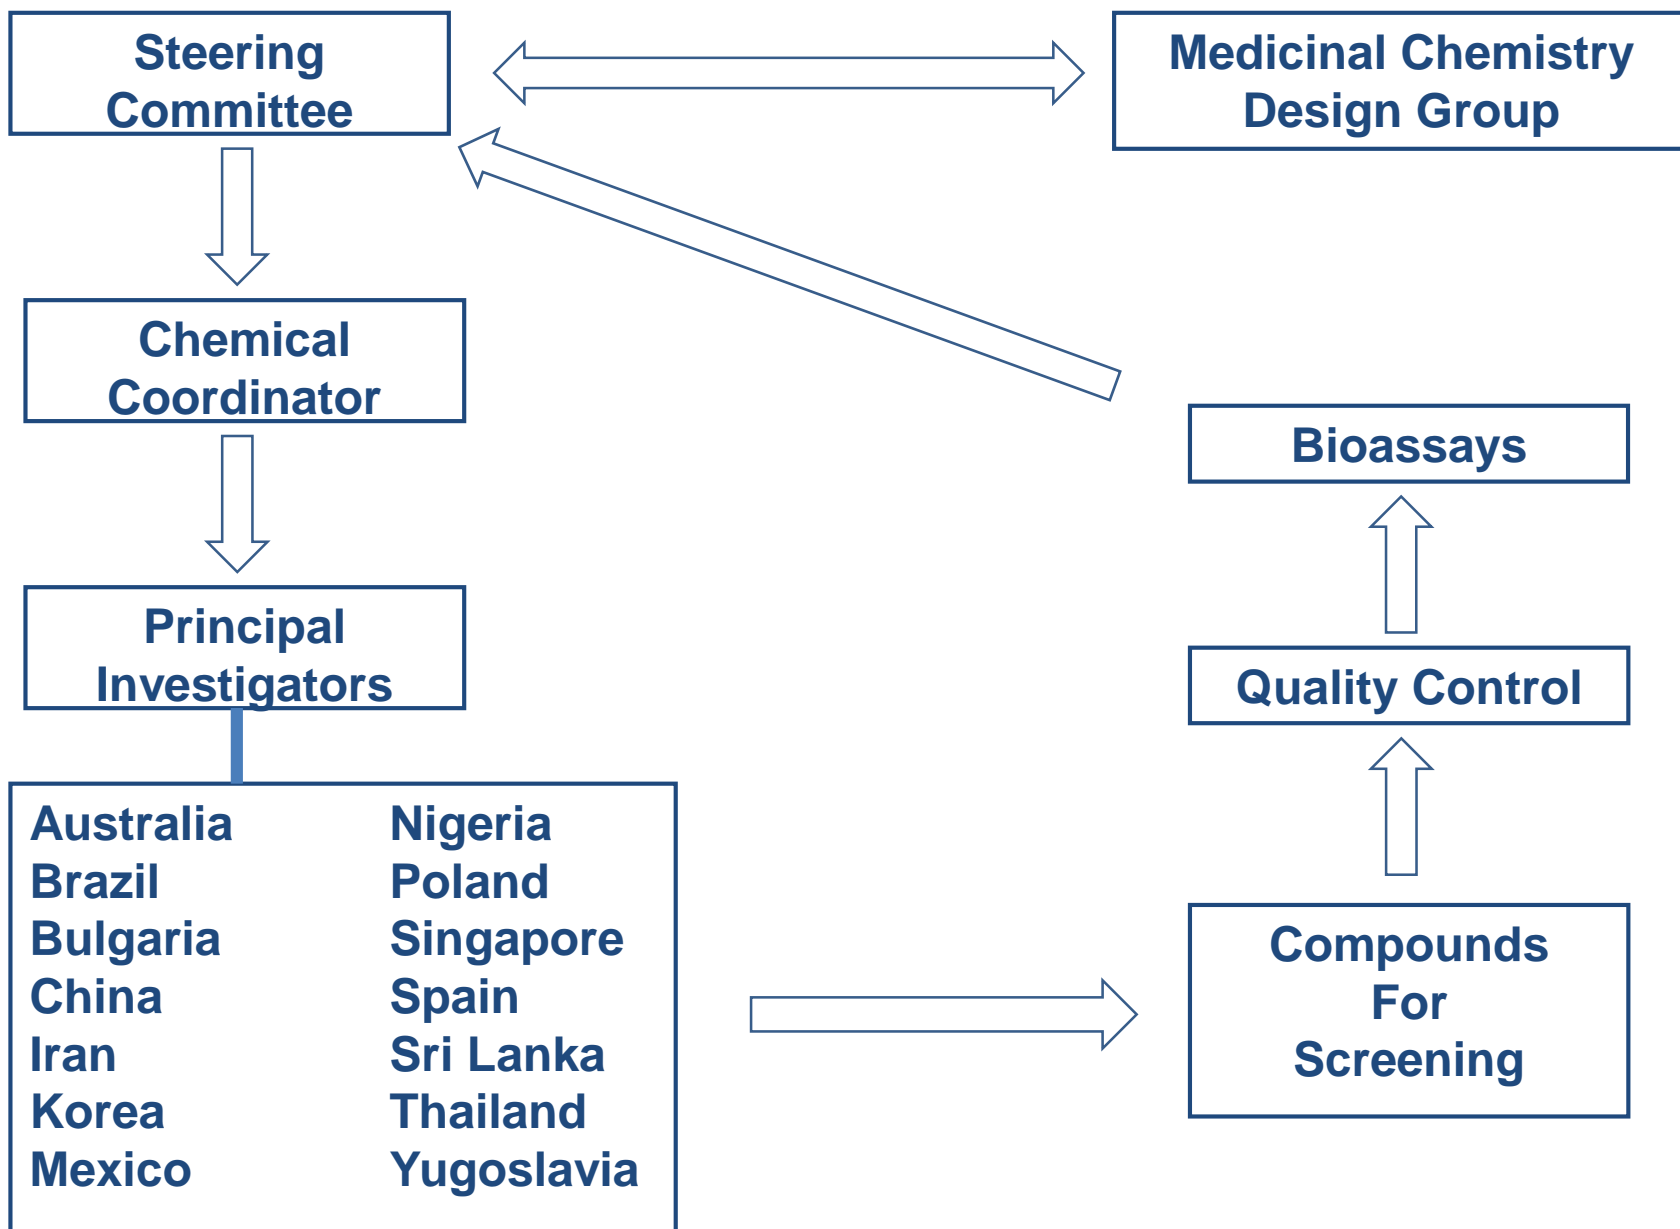 Steering
Committee
Medicinal Chemistry
Design Group
Chemical
Coordinator
Principal
Investigators
Australia
Brazil
Bulgaria
China
Iran
Korea
Mexico
Nigeria
Poland
Singapore
Spain
Sri Lanka
Thailand
Yugoslavia
Compounds
For
Screening
Quality Control
Bioassays